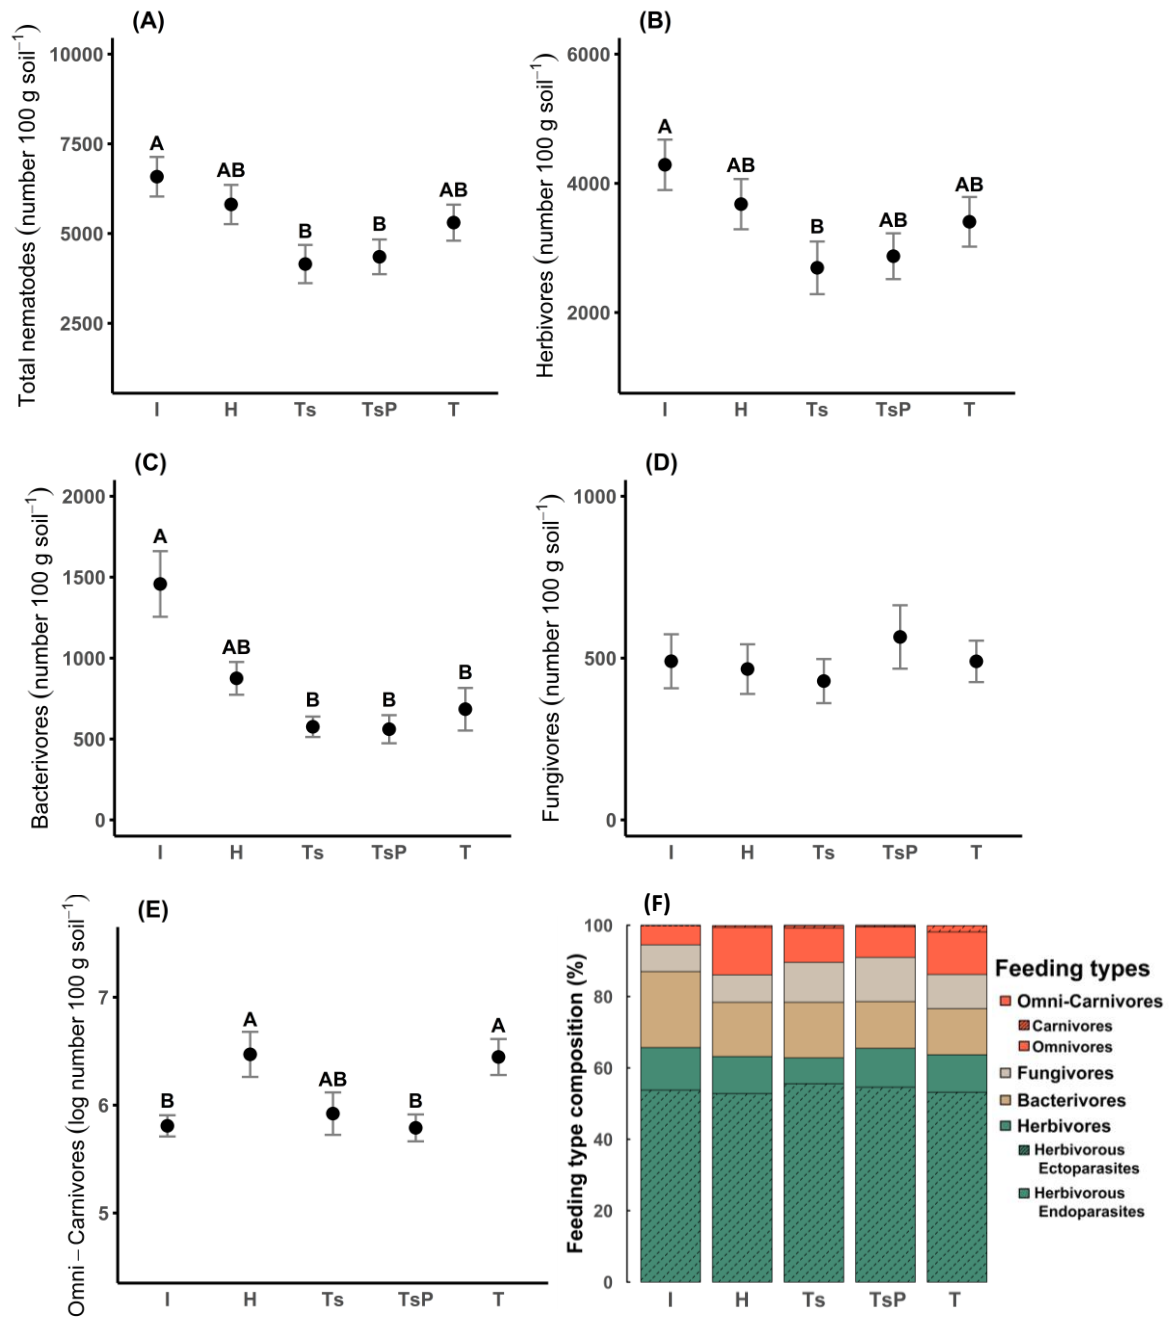 (A)
Total nematodes (number 100 g soil⁻¹)
10000
7500
5000
2500
A
AB
B
B
AB
I H Ts TsP T
(B)
Herbivores (number 100 g soil⁻¹)
6000
4000
2000
A
AB
B
AB
AB
I H Ts TsP T
(C)
Bacterivores (number 100 g soil⁻¹)
2000
1500
1000
500
0
A
AB
B
B
B
I H Ts TsP T
(D)
Fungivores (number 100 g soil⁻¹)
1000
500
0
I H Ts TsP T
(E)
Omni – Carnivores (log number 100 g soil⁻¹)
7
6
5
B
A
AB
B
A
I H Ts TsP T
(F)
Feeding type composition (%)
100
80
60
40
20
0
I H Ts TsP T
Feeding types
Omni-Carnivores
Carnivores
Omnivores
Fungivores
Bacterivores
Herbivores
Herbivorous
Ectoparasites
Herbivorous
Endoparasites